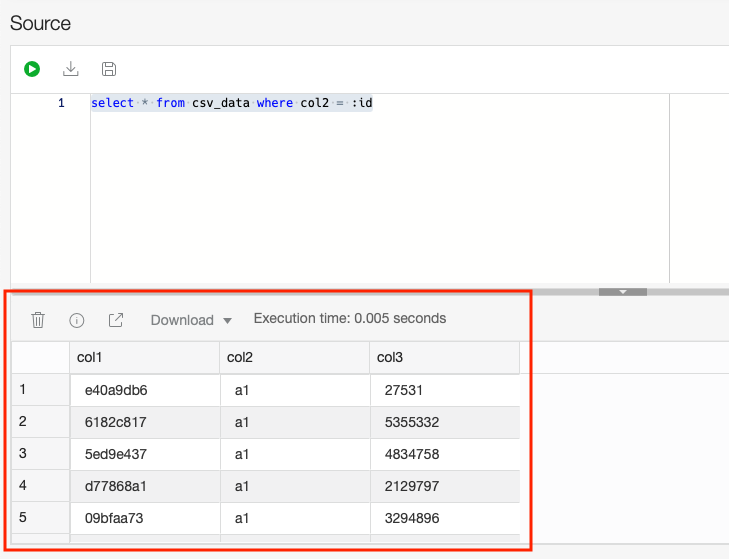 Source
1 select * from csv_data where col2 = :id
Download Execution time: 0.005 seconds
col1 col2 col3
1 e40a9db6 a1 27531
2 6182c817 a1 5355332
3 5ed9e437 a1 4834758
4 d77868a1 a1 2129797
5 09bfaa73 a1 3294896